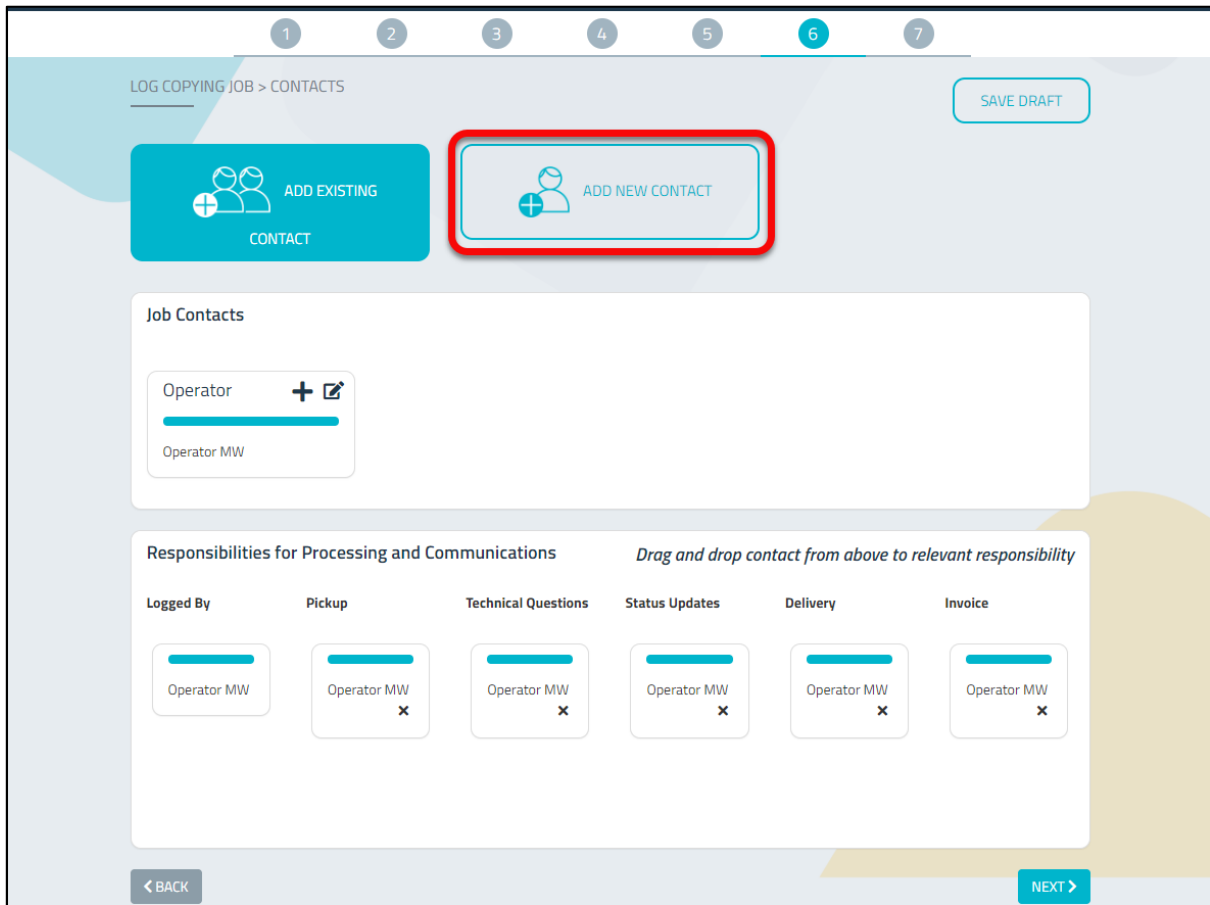 1 2 3 4 5 6 7
LOG COPYING JOB > CONTACTS
SAVE DRAFT
ADD EXISTING
CONTACT
ADD NEW CONTACT
Job Contacts
Operator
Operator MW
Responsibilities for Processing and Communications
Drag and drop contact from above to relevant responsibility
Logged By Pickup Technical Questions Status Updates Delivery Invoice
Operator MW Operator MW Operator MW Operator MW Operator MW Operator MW
BACK
NEXT